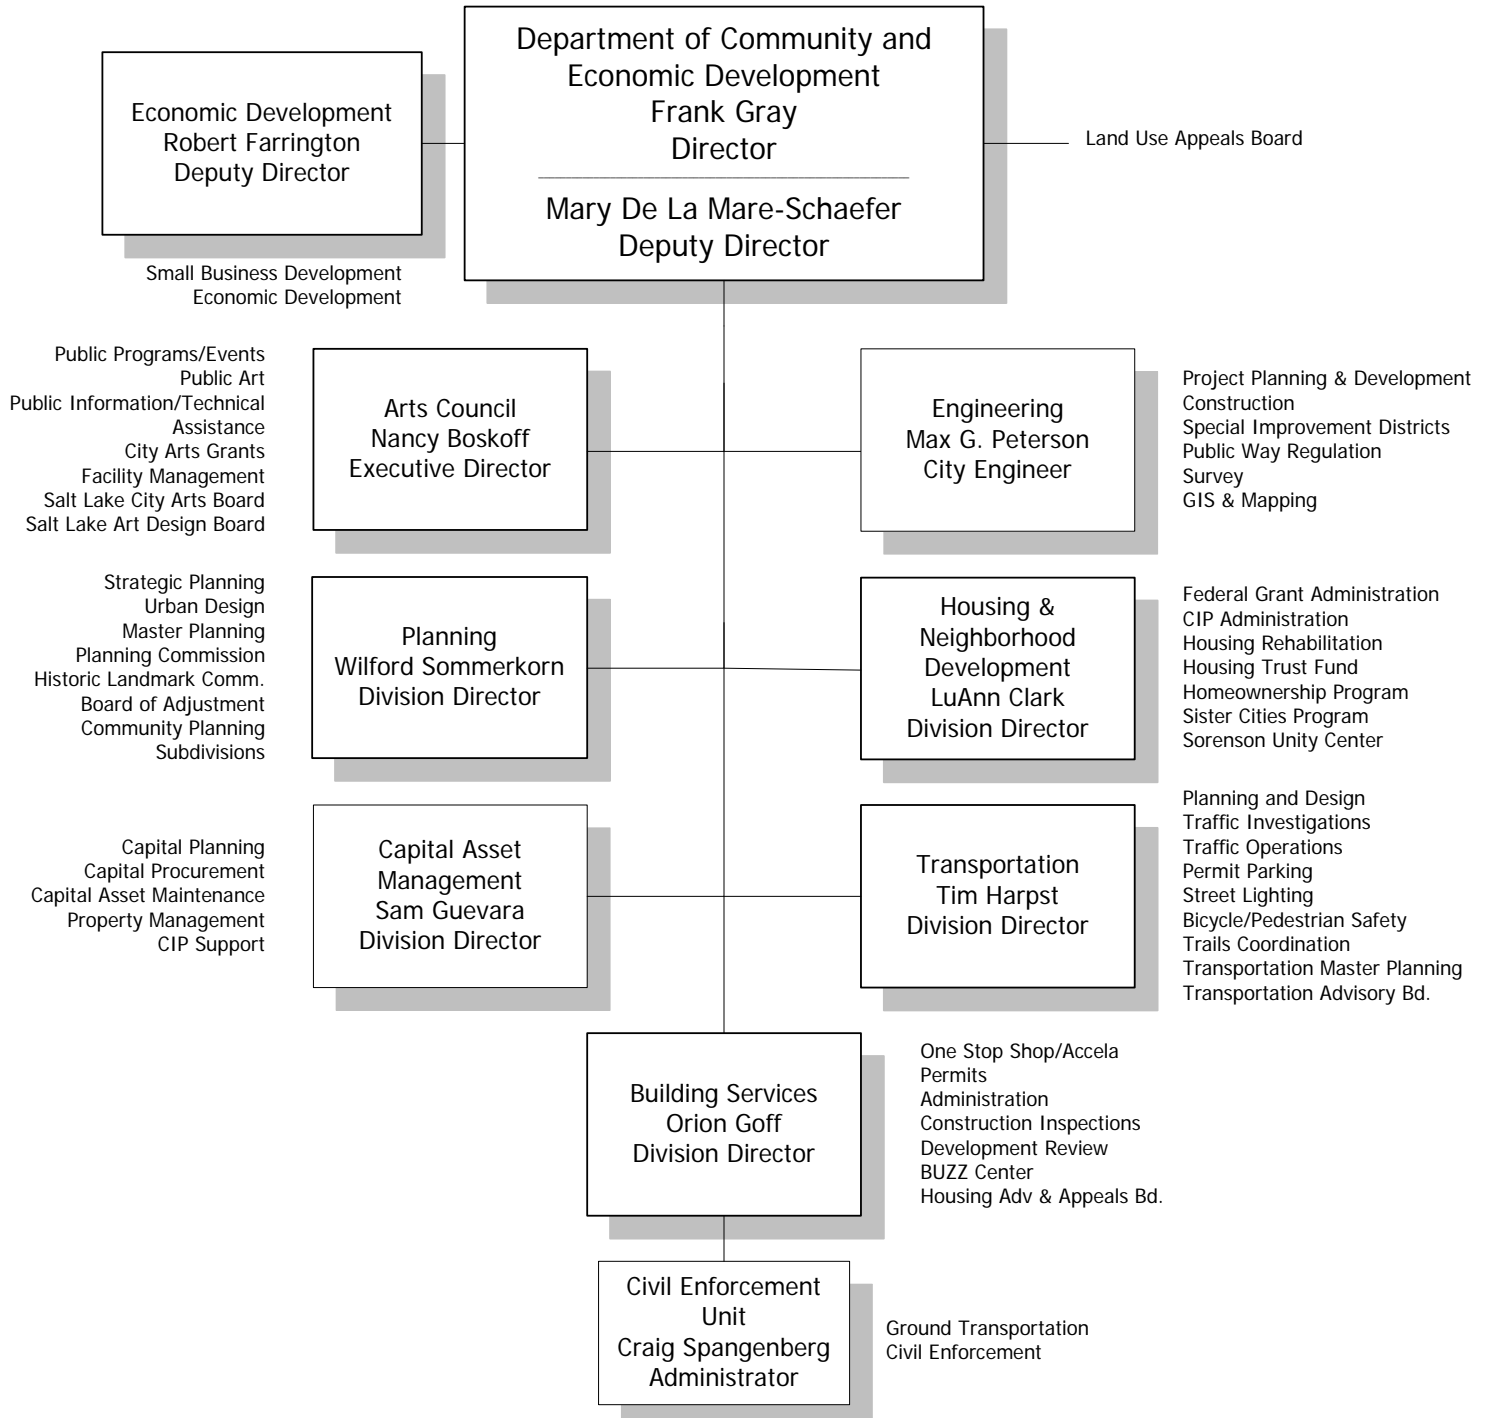 Department of Community and
Economic Development
Frank Gray
Director
Mary De La Mare-Schaefer
Deputy Director
Economic Development
Robert Farrington
Deputy Director
Small Business Development
Economic Development
Land Use Appeals Board
Public Programs/Events
Public Art
Public Information/Technical
Assistance
City Arts Grants
Facility Management
Salt Lake City Arts Board
Salt Lake Art Design Board
Arts Council
Nancy Boskoff
Executive Director
Engineering
Max G. Peterson
City Engineer
Project Planning & Development
Construction
Special Improvement Districts
Public Way Regulation
Survey
GIS & Mapping
Strategic Planning
Urban Design
Master Planning
Planning Commission
Historic Landmark Comm.
Board of Adjustment
Community Planning
Subdivisions
Planning
Wilford Sommerkorn
Division Director
Housing &
Neighborhood
Development
LuAnn Clark
Division Director
Federal Grant Administration
CIP Administration
Housing Rehabilitation
Housing Trust Fund
Homeownership Program
Sister Cities Program
Sorenson Unity Center
Capital Planning
Capital Procurement
Capital Asset Maintenance
Property Management
CIP Support
Capital Asset
Management
Sam Guevara
Division Director
Transportation
Tim Harpst
Division Director
Planning and Design
Traffic Investigations
Traffic Operations
Permit Parking
Street Lighting
Bicycle/Pedestrian Safety
Trails Coordination
Transportation Master Planning
Transportation Advisory Bd.
Building Services
Orion Goff
Division Director
One Stop Shop/Accela
Permits
Administration
Construction Inspections
Development Review
BUZZ Center
Housing Adv & Appeals Bd.
Civil Enforcement
Unit
Craig Spangenberg
Administrator
Ground Transportation
Civil Enforcement